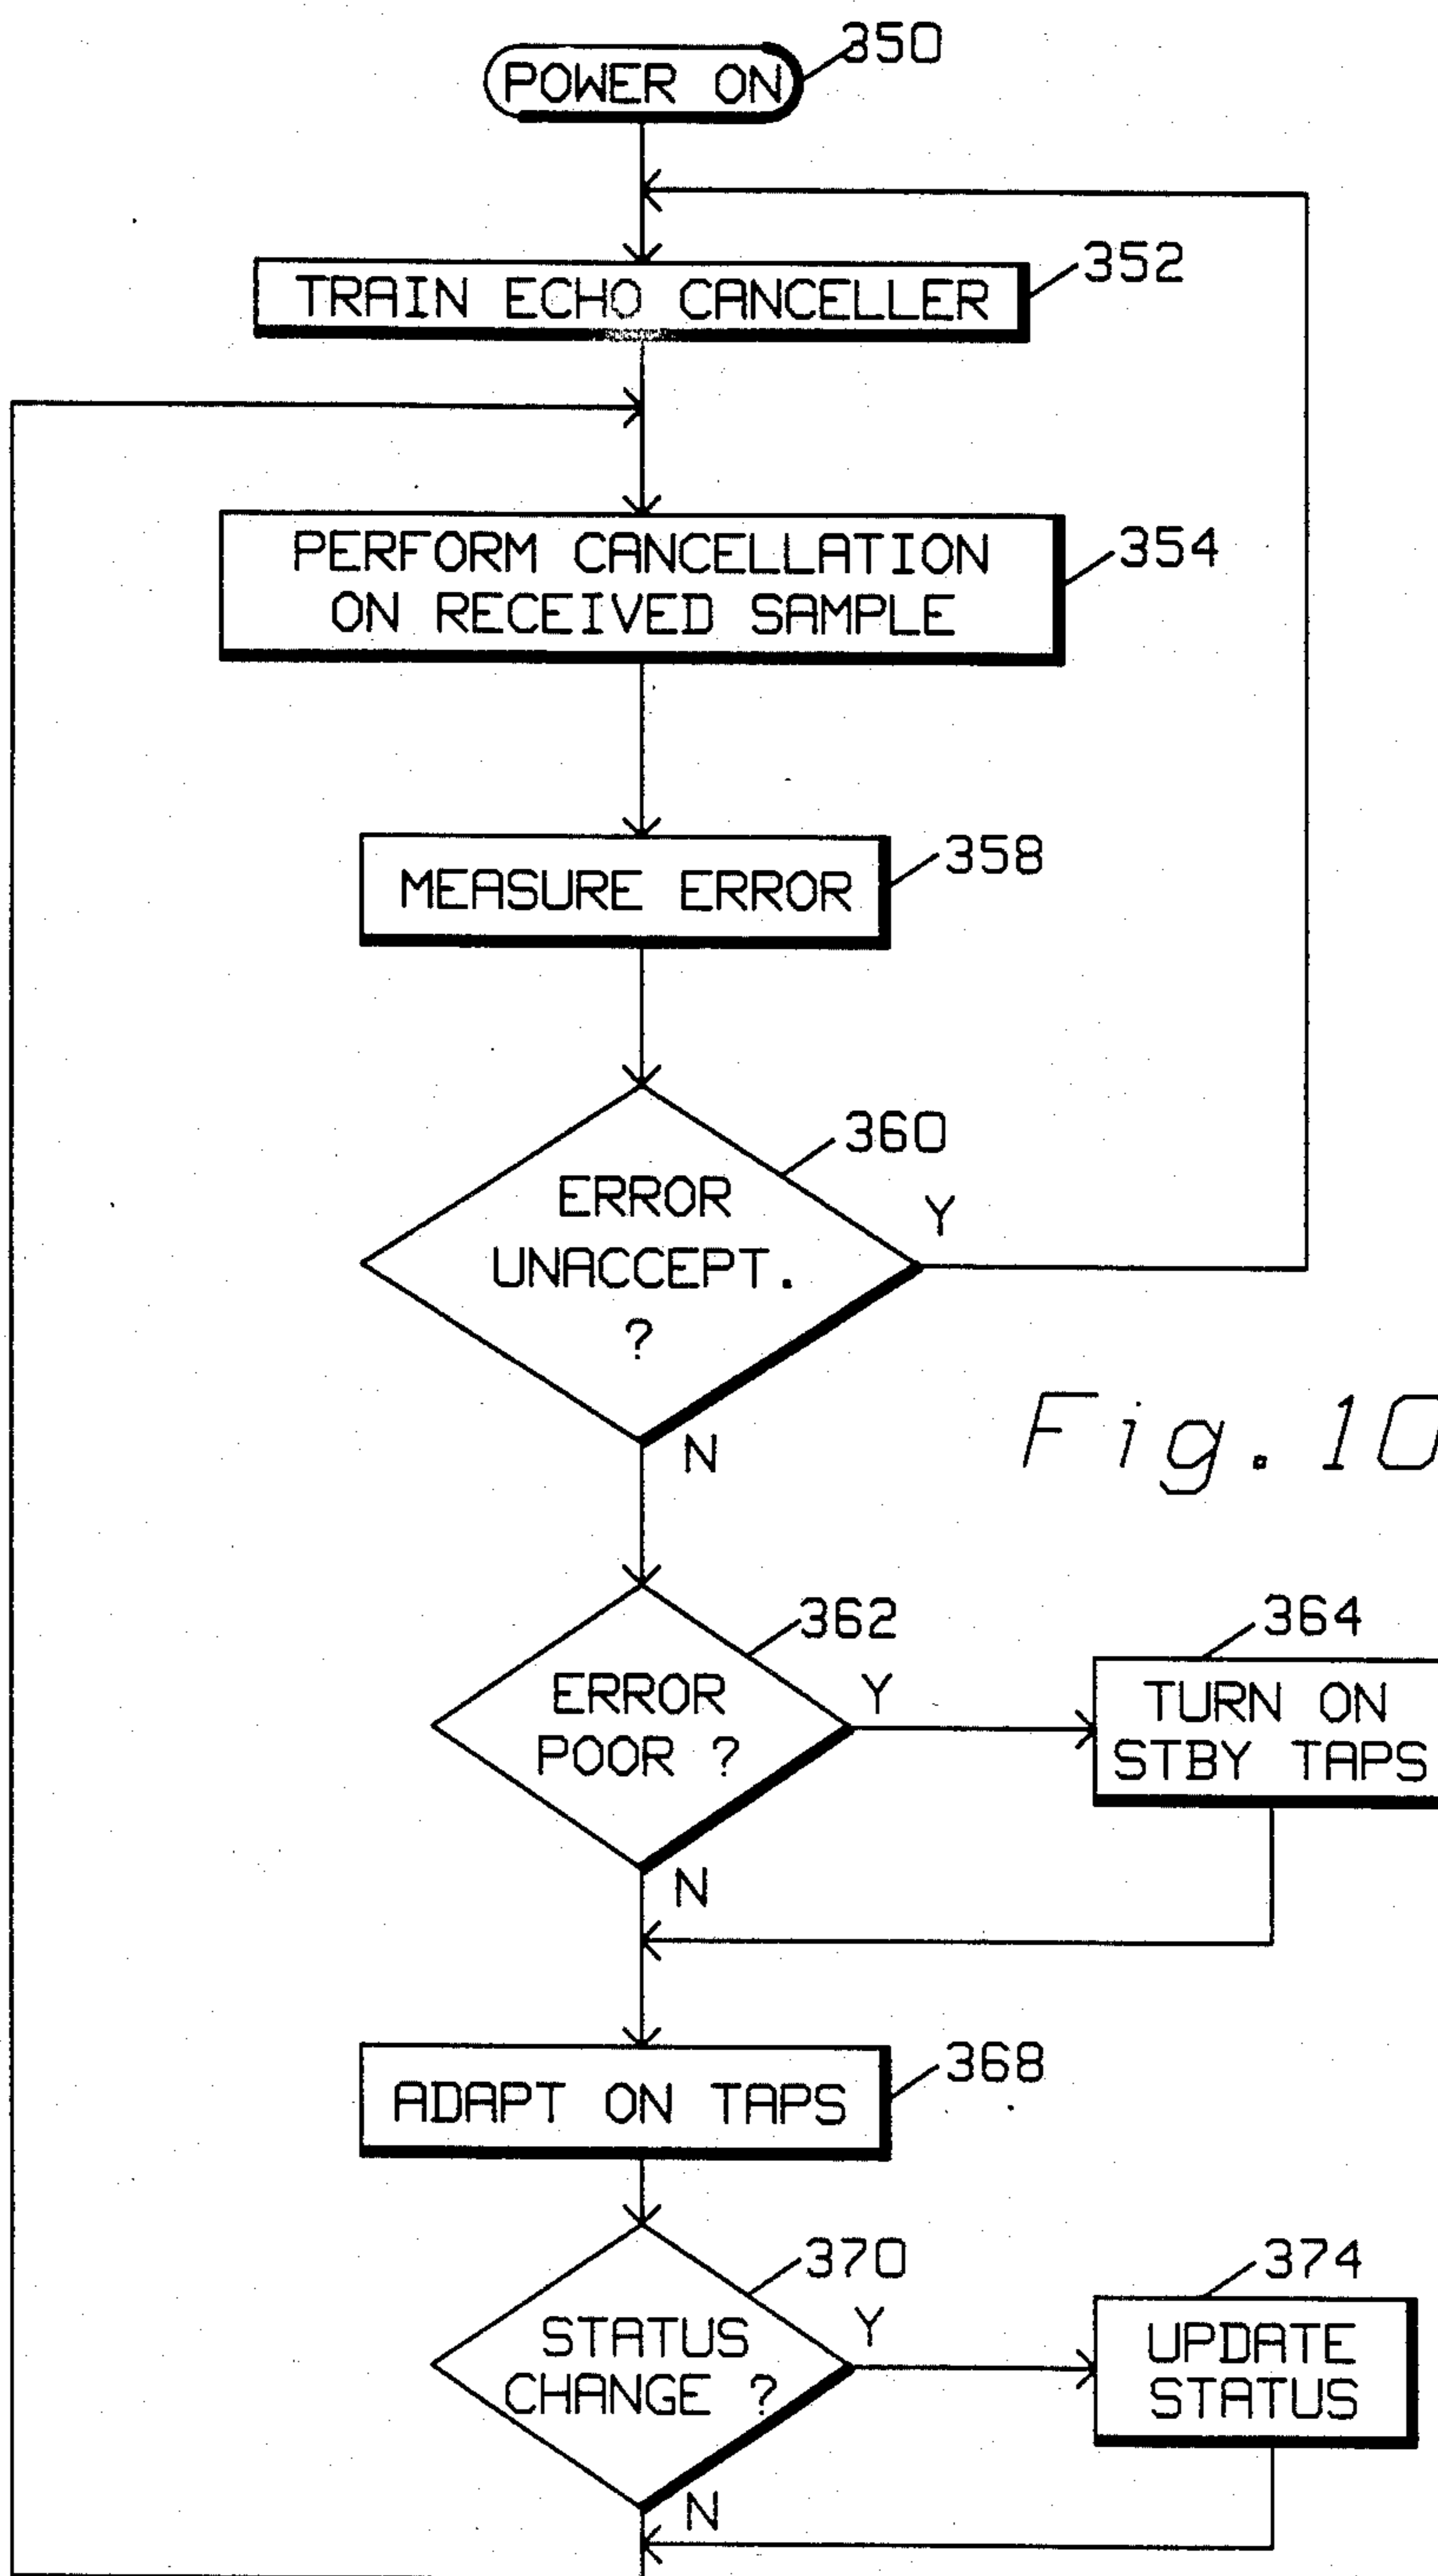 350
POWER ON
352
TRAIN ECHO CANCELLER
354
PERFORM CANCELLATION
ON RECEIVED SAMPLE
358
MEASURE ERROR
360
ERROR
UNACCEPT.
?
Y
N
Fig. 10
362
ERROR
POOR ?
Y
N
364
TURN ON
STBY TAPS
368
ADAPT ON TAPS
370
STATUS
CHANGE ?
Y
N
374
UPDATE
STATUS